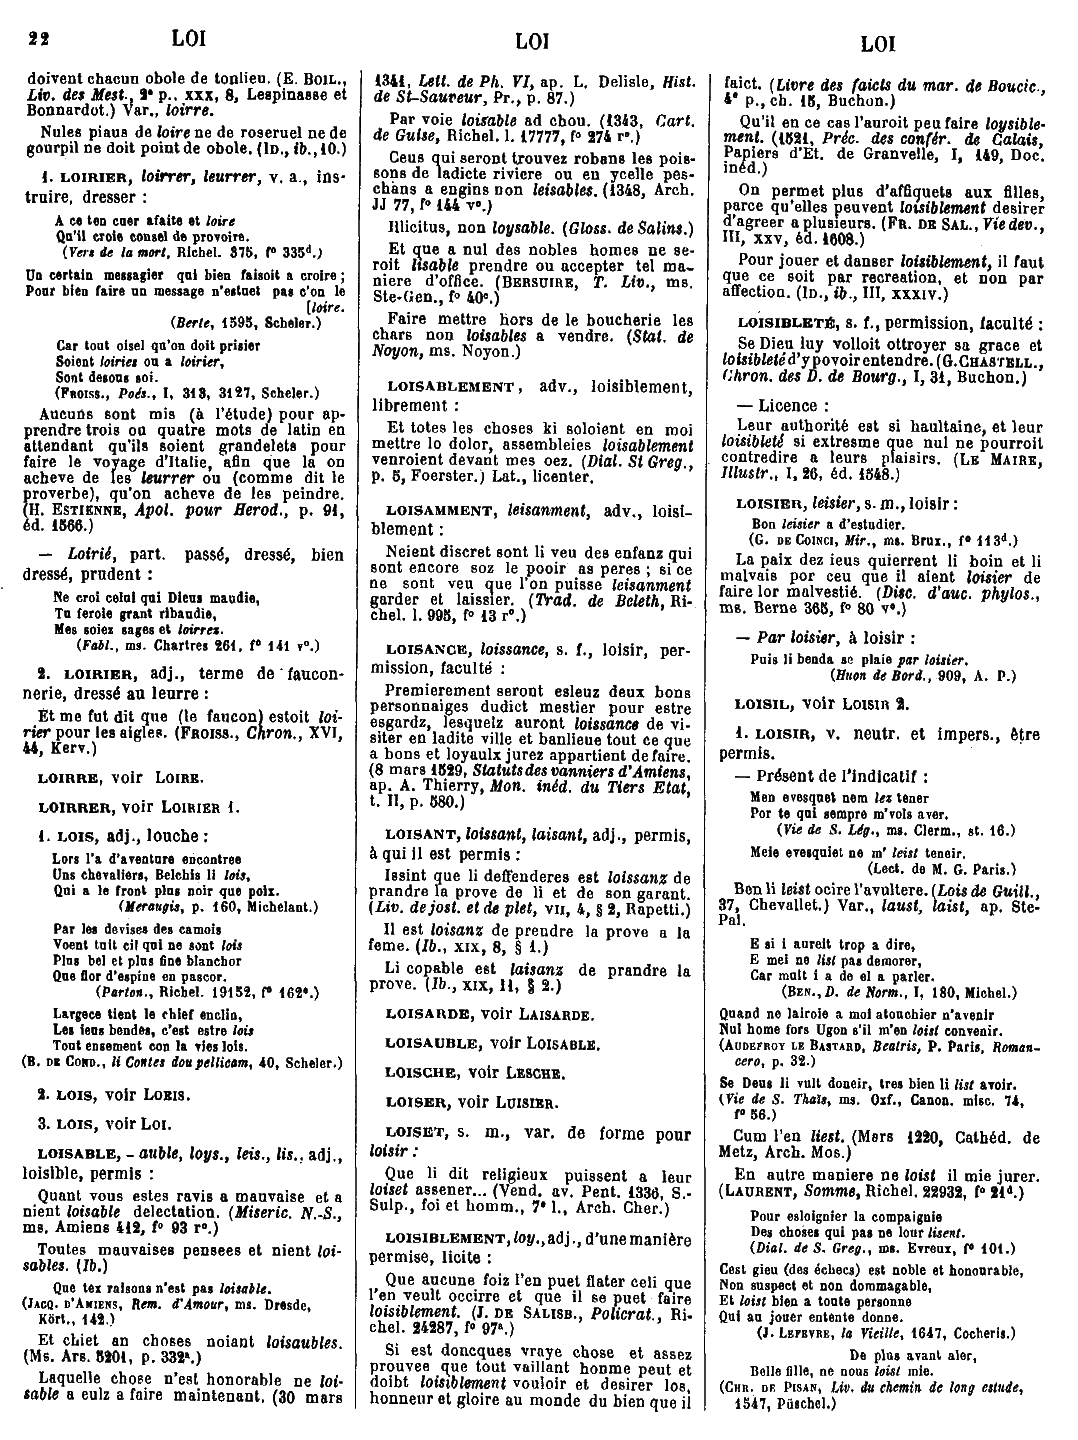 22 LOI LOI LOI
doivent chacun obole de tonlieu. (E. BOIL.,
Liv. des Mest., 2e p., XXX, 8, Lespinasse et
Bonnardot.) Var., loirre.
Nules piaus de loire ne de roseruel ne de
gourpil ne doit point de obole. (ID., ib., 10.)
1. LOIRIER, loirrer, leurrer, v. a., ins-
truire, dresser :
A ce ten cuer afaite et loire
Qu'il croie consel de provoire.
(Vers de la mort, Richel. 375, fo 335d.)
Un certain messagier qui bien faisoit a croire ;
Pour bien faire un message n'estuet pas c'on le
[loire.
(Berte, 1595, Scheler.)
Car tout oisel qu'on doit prisier
Soient loiries ou a loirier,
Sont desous soi.
(FROISS., Poés., I, 313, 3127, Scheler.)
Aucuns sont mis (à l'étude) pour ap-
prendre trois ou quatre mots de latin en
attendant qu'ils soient grandelets pour
faire le voyage d'Italie, afin que la on
acheve de les leurrer ou (comme dit le
proverbe), qu'on acheve de les peindre.
(H. ESTIENNE, Apol. pour Herod., p. 91,
éd. 1566.)
— Loirié, part. passé, dressé, bien
dressé, prudent :
Ne croi celui qui Dieus maudie,
Tu feroie grant ribaudie,
Mes soiez sages et loirrez.
(Fabl., ms. Chartres 261, fo 141 vo.)
2. LOIRIER, adj., terme de faucon-
nerie, dressé au leurre :
Et me fut dit que (le faucon) estoit loi-
rier pour les aigles. (FROISS., Chron., XVI,
44, Kerv.)
LOIRRE, voir LOIRE.
LOIRRER, voir LOIRIER 1.
1. LOIS, adj., louche :
Lors l'a d'aventure encontree
Uns chevaliers, Belchis li lois,
Qui a le front plus noir que poix.
(Meraugis, p. 160, Michelant.)
Par les devises des camois
Voent tuit cil qui ne sont lois
Plus bel et plus fine blanchor
Que flor d'espine en pascor.
(Parton., Richel. 19152, fo 162e.)
Largece tient le chief enclin,
Les ieus bendés, c'est estre lois
Tout ensement con la vies lois.
(B. DE COND., li Contes dou pellicam, 40, Scheler.)
2. LOIS, voir LOEIS.
3. LOIS, voir LOI.
LOISABLE, - auble, loys., leis., lis., adj.,
loisible, permis :
Quant vous estes ravis a mauvaise et a
nient loisable delectation. (Miseric. N.-S.,
ms. Amiens 412, fo 93 ro.)
Toutes mauvaises pensees et nient loi-
sables. (Ib.)
Que tex raisons n'est pas loisable.
(JACQ. D'AMIENS, Rem. d'Amour, ms. Dresde,
Kört., 142.)
Et chiet an choses noiant loisaubles.
(Ms. Ars. 5201, p. 332a.)
Laquelle chose n'est honorable ne loi-
sable a eulz a faire maintenant. (30 mars
1341, Lett. de Ph. VI, ap. L. Delisle, Hist.
de St-Sauveur, Pr., p. 87.)
Par voie loisable ad chou. (1343, Cart.
de Guise, Richel. l. 17777, fo 274 ro.)
Ceus qui seront trouvez robans les pois-
sons de ladicte riviere ou en ycelle pes-
chans a engins non leisables. (1348, Arch.
JJ 77, fo 144 vo.)
Illicitus, non loysable. (Gloss. de Salins.)
Et que a nul des nobles homes ne se-
roit lisable prendre ou accepter tel ma-
niere d'office. (BERSUIRE, T. Liv., ms.
Ste-Gen., fo 40c.)
Faire mettre hors de le boucherie les
chars non loisables a vendre. (Stat. de
Noyon, ms. Noyon.)
LOISABLEMENT, adv., loisiblement,
librement :
Et totes les choses ki soloient en moi
mettre lo dolor, assembleies loisablement
venroient devant mes oez. (Dial. St Greg.,
p. 5, Foerster.) Lat., licenter.
LOISAMMENT, leisanment, adv., loisi-
blement :
Neient discret sont li veu des enfanz qui
sont encore soz le pooir as peres ; si ce
ne sont veu que l'on puisse leisanment
garder et laissier. (Trad. de Beleth, Ri-
chel. l. 995, fo 13 ro.)
LOISANCE, loissance, s. f., loisir, per-
mission, faculté :
Premierement seront esleuz deux bons
personnaiges dudict mestier pour estre
esgardz, lesquelz auront loissance de vi-
siter en ladite ville et banlieue tout ce que
a bons et loyaulx jurez appartient de faire.
(8 mars 1529, Statuts des vanniers d'Amiens,
ap. A. Thierry, Mon. inéd. du Tiers Etat,
t. II, p. 580.)
LOISANT, loissant, laisant, adj., permis,
à qui il est permis :
Issint que li deffenderes est loissanz de
prandre la prove de li et de son garant.
(Liv. de jost. et de plet, VII, 4, § 2, Rapetti.)
Il est loisanz de prendre la prove a la
feme. (Ib., XIX, 8, § 1.)
Li copable est laisanz de prandre la
prove. (Ib., XIX, 11, § 2.)
LOISARDE, voir LAISARDE.
LOISAUBLE, voir LOISABLE.
LOISCHE, voir LESCHE.
LOISER, voir LUISIER.
LOISET, s. m., var. de forme pour
loisir :
Que li dit religieux puissent a leur
loiset assener... (Vend. av. Pent. 1336, S.-
Sulp., foi et homm., 7e l., Arch. Cher.)
LOISIBLEMENT, loy., adj., d'une manière
permise, licite :
Que aucune foiz l'en puet flater celi que
l'en veult occirre et que il se puet faire
loisiblement. (J. DE SALISB., Policrat., Ri-
chel. 24287, fo 97a.)
Si est doncques vraye chose et assez
prouvee que tout vaillant homme peut et
doibt loisiblement vouloir et desirer los,
honneur et gloire au monde du bien que il
faict. (Livre des faicts du mar. de Boucic.,
4e p., ch. 15, Buchon.)
Qu'il en ce cas l'auroit peu faire loysible-
ment. (1521, Préc. des confér. de Calais,
Papiers d'Et. de Granvelle, I, 149, Doc.
inéd.)
On permet plus d'affiquets aux filles,
parce qu'elles peuvent loisiblement desirer
d'agreer a plusieurs. (FR. DE SAL., Vie dev.,
III, XXV, éd. 1608.)
Pour jouer et danser loisiblement, il faut
que ce soit par recreation, et non par
affection. (ID., ib., III, XXXIV.)
LOISIBLETÉ, s. f., permission, faculté :
Se Dieu luy volloit ottroyer sa grace et
loisibleté d'y povoir entendre. (G. CHASTELL.,
Chron. des D. de Bourg., I, 31, Buchon.)
— Licence :
Leur authorité est si haultaine, et leur
loisibleté si extresme que nul ne pourroit
contredire a leurs plaisirs. (LE MAIRE,
Illustr., I, 26, éd. 1548.)
LOISIER, leisier, s. m., loisir :
Bon leisier a d'estudier.
(G. DE COINCI, Mir., ms. Brux., fo 113d.)
La paix dez ieus quierrent li boin et li
malvais por ceu que il aient loisier de
faire lor malvestié. (Disc. d'auc. phylos.,
ms. Berne 365, fo 80 vo.)
— Par loisier, à loisir :
Puis li benda se plaie par loisier.
(Huon de Bord., 909, A. P.)
LOISIL, voir LOISIR 2.
1. LOISIR, v. neutr. et impers., être
permis.
— Présent de l'indicatif :
Men evesquet nem lez tener
Por te qui sempre m'vols aver.
(Vie de S. Lég., ms. Clerm., st. 16.)
Meie evesquiet ne m' leist teneir.
(Lect. de M. G. Paris.)
Ben li leist ocire l'avultere. (Lois de Guill.,
37, Chevallet.) Var., laust, laist, ap. Ste-
Pal.
E si i aureit trop a dire,
E mei ne list pas demorer,
Car mult i a de el a parler.
(BEN., D. de Norm., I, 180, Michel.)
Quand ne lairoie a moi atouchier n'avenir
Nul home fors Ugon s'il m'en loist convenir.
(AUDEFROY LE BASTARD, Beatris, P. Paris, Roman-
cero, p. 32.)
Se Deus li vult doneir, tres bien li list avoir.
(Vie de S. Thaïs, ms. Oxf., Canon. misc. 74,
fo 56.)
Cum l'en liest. (Mers 1220, Cathéd. de
Metz, Arch. Mos.)
En autre maniere ne loist il mie jurer.
(LAURENT, Somme, Richel. 22932, fo 21d.)
Pour esloignier la compaignie
Des choses qui pas ne lour lisent.
(Dial. de S. Greg., ms. Evreux, fo 101.)
Cest gieu (des échecs) est noble et honourable,
Non suspect et non dommagable,
Et loist bien a toute personne
Qui au jouer entente donne.
(J. LEFEVRE, la Vieille, 1647, Cocheris.)
De plus avant aler,
Belle fille, ne nous loist mie.
(CHR. DE PISAN, Liv. du chemin de long estude,
1547, Püschel.)